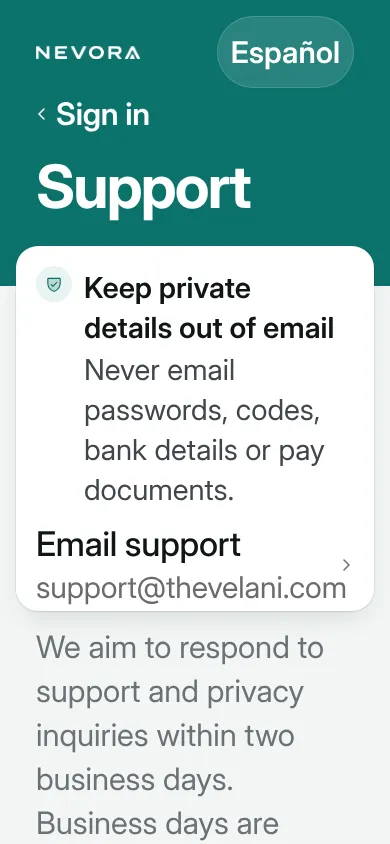 NEVORA
Español
Sign in
Support
Keep private
details out of email
Never email
passwords, codes,
bank details or pay
documents.
Email support
support@thevelani.com
We aim to respond to
support and privacy
inquiries within two
business days.
Business days are